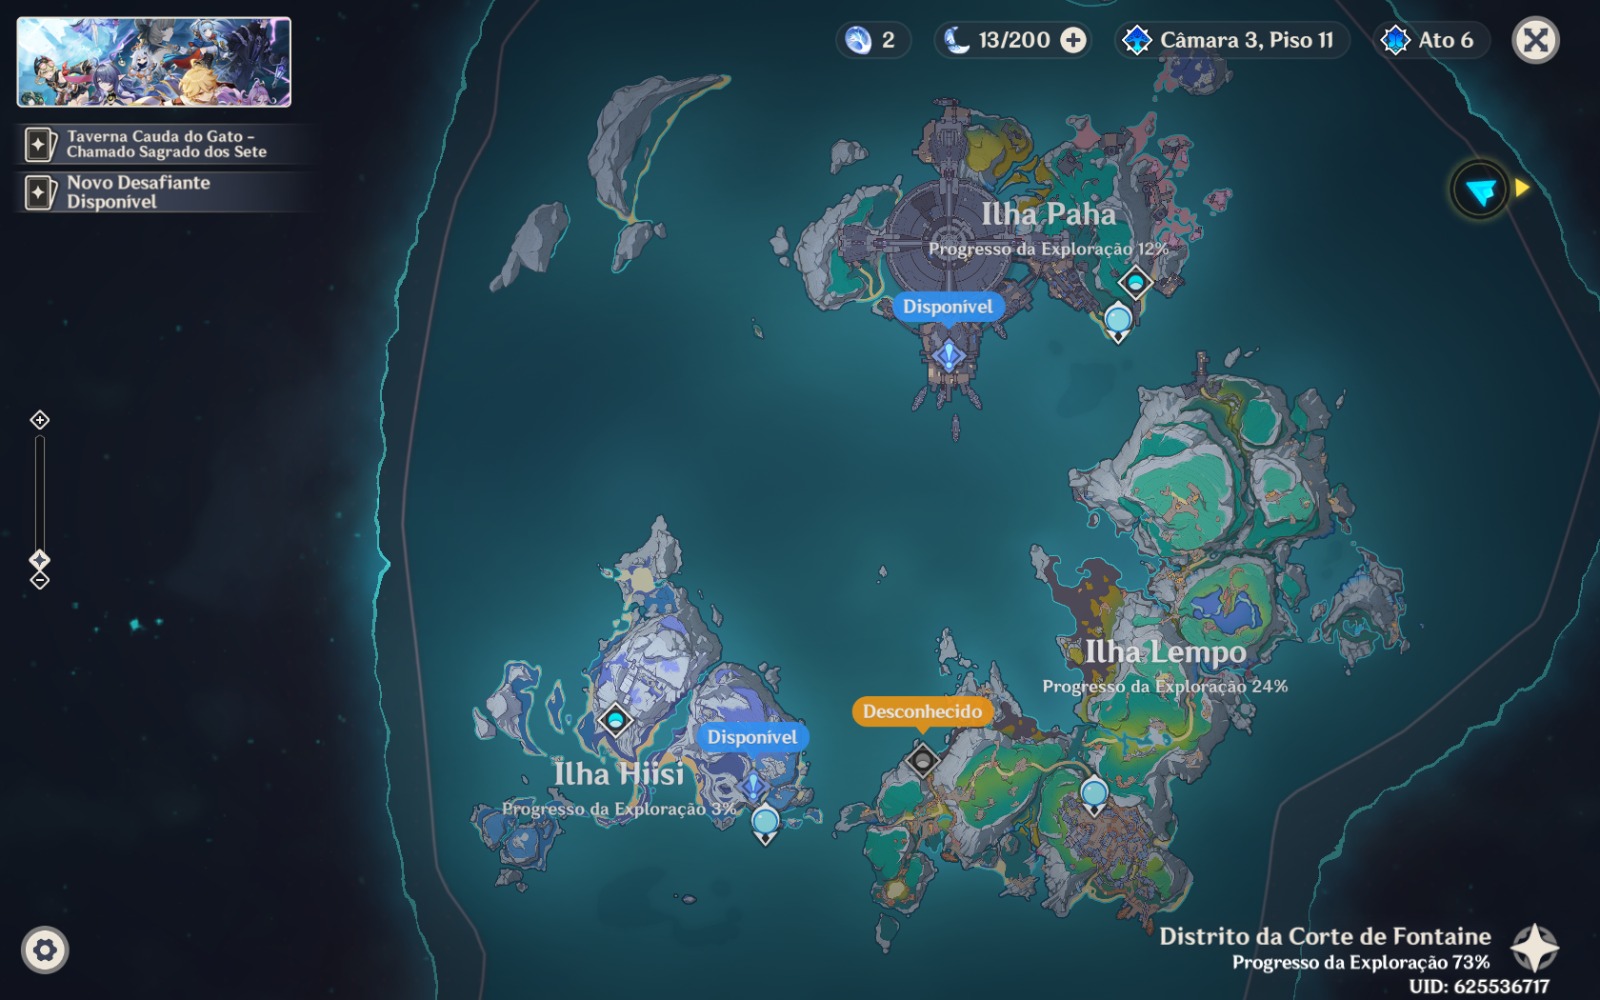 2
13/200
Câmara 3, Piso 11
Ato 6
Taverna Cauda do Gato -
Chamado Sagrado dos Sete
Novo Desafiante
Disponível
Ilha Paha
Progresso da Exploração 12%
Disponível
Ilha Lempo
Progresso da Exploração 24%
Desconhecido
Disponível
Ilha Hiisi
Progresso da Exploração 3%
Distrito da Corte de Fontaine
Progresso da Exploração 73%
UID: 625536717